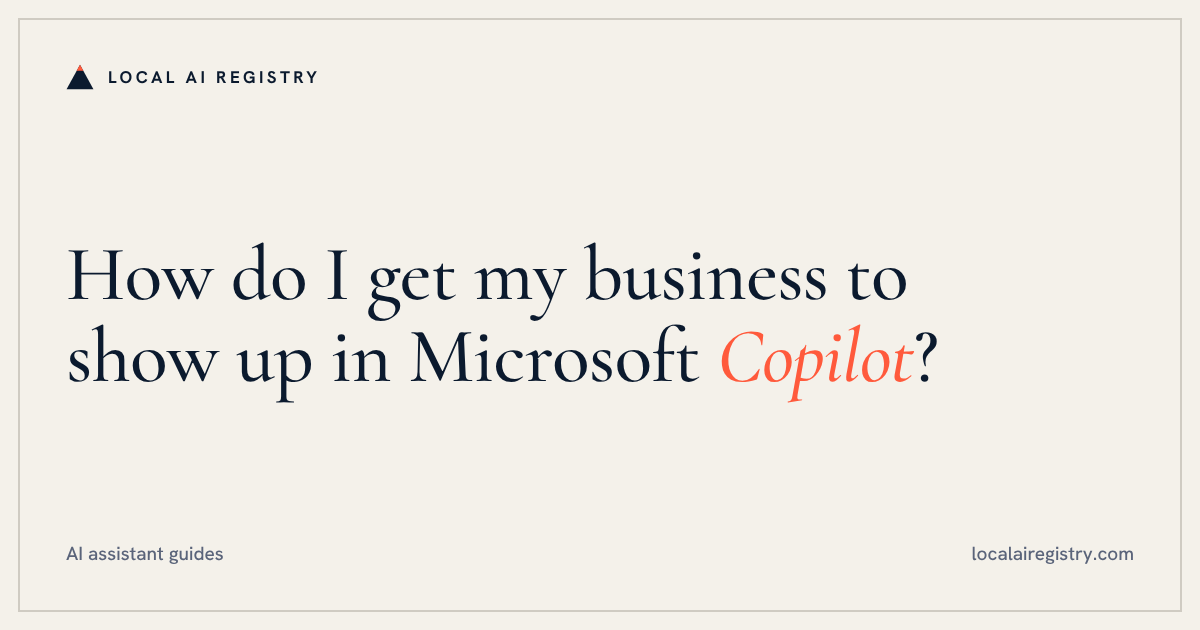 LOCAL AI REGISTRY
How do I get my business to
show up in Microsoft Copilot?
AI assistant guides
localairegistry.com